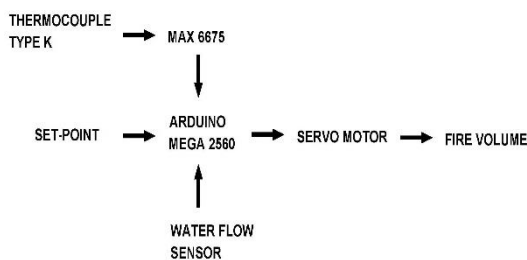 THERMOCOUPLE
TYPE K
MAX 6675
SET-POINT
ARDUINO
MEGA 2560
SERVO MOTOR
FIRE VOLUME
WATER FLOW
SENSOR